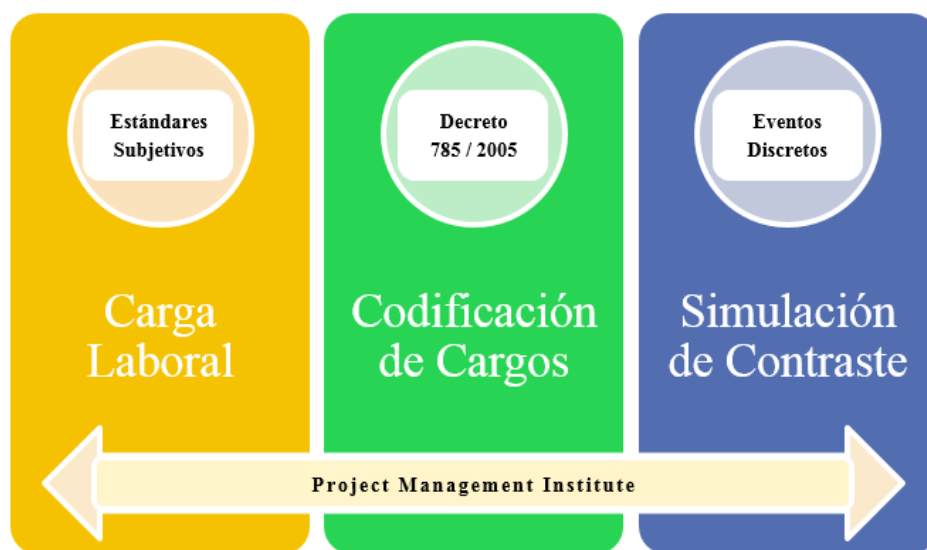 Estándares
Subjetivos
Carga
Laboral
Decreto
785 / 2005
Codificación
de Cargos
Eventos
Discretos
Simulación
de Contraste
Project Management Institute